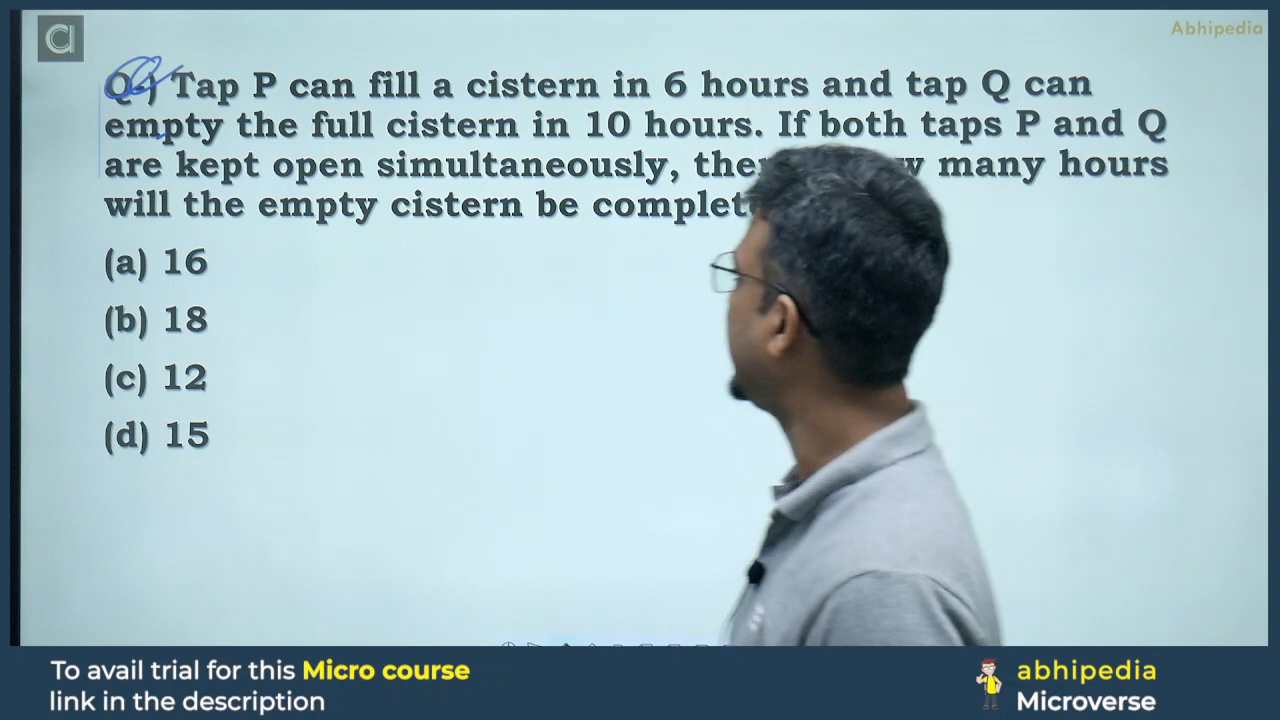 Abhipedia
Q.) Tap P can fill a cistern in 6 hours and tap Q can
empty the full cistern in 10 hours. If both taps P and Q
are kept open simultaneously, many hours
will the empty cistern be
(a) 16
(b) 18
(c) 12
(d) 15
To avail trial for this Micro course
link in the description
abhipedia
Microverse